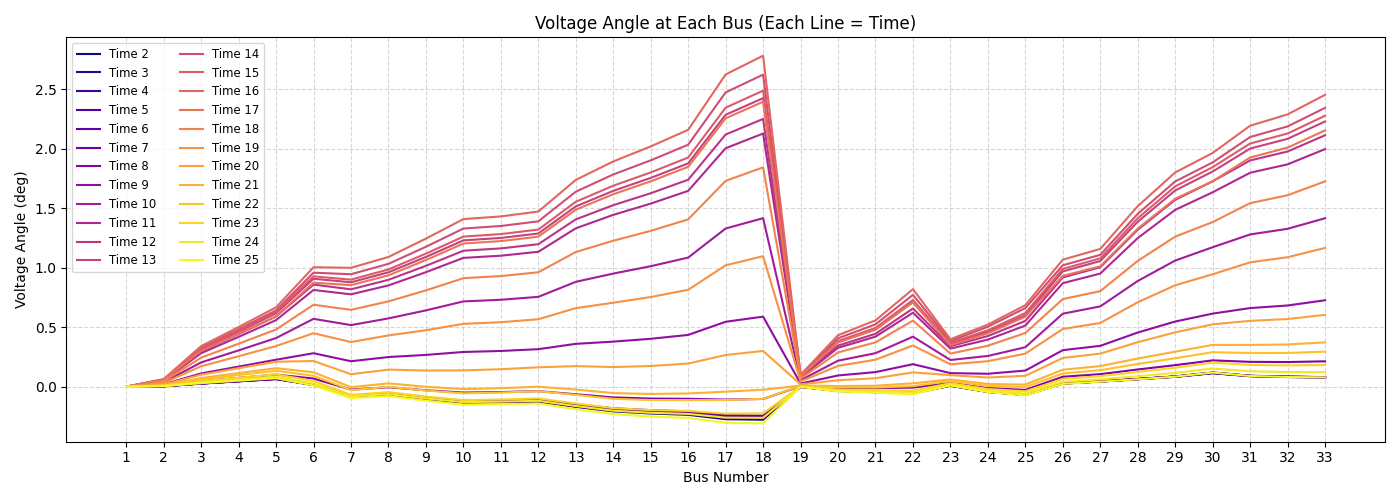 Voltage Angle at Each Bus (Each Line = Time)
Voltage Angle (deg)
2.5
2.0
1.5
1.0
0.5
0.0
Time 2
Time 3
Time 4
Time 5
Time 6
Time 7
Time 8
Time 9
Time 10
Time 11
Time 12
Time 13
Time 14
Time 15
Time 16
Time 17
Time 18
Time 19
Time 20
Time 21
Time 22
Time 23
Time 24
Time 25
1 2 3 4 5 6 7 8 9 10 11 12 13 14 15 16 17 18 19 20 21 22 23 24 25 26 27 28 29 30 31 32 33
Bus Number